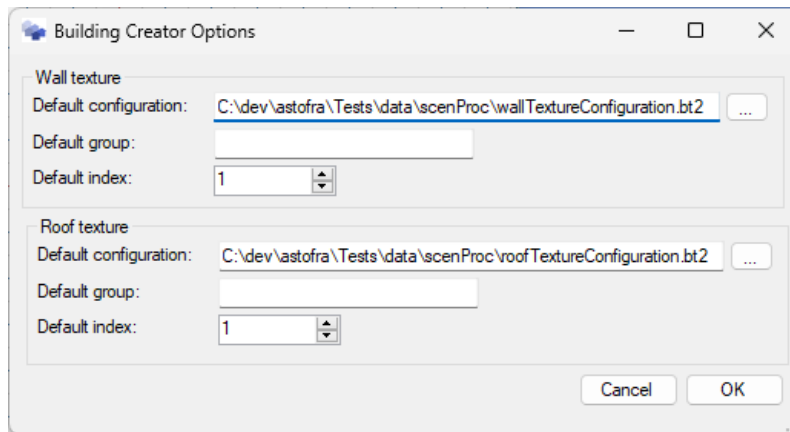 Building Creator Options
Wall texture
Default configuration: C:\dev\astofra\Tests\data\scenProc\wallTextureConfiguration.bt2 ...
Default group:
Default index: 1
Roof texture
Default configuration: C:\dev\astofra\Tests\data\scenProc\roofTextureConfiguration.bt2 ...
Default group:
Default index: 1
Cancel OK